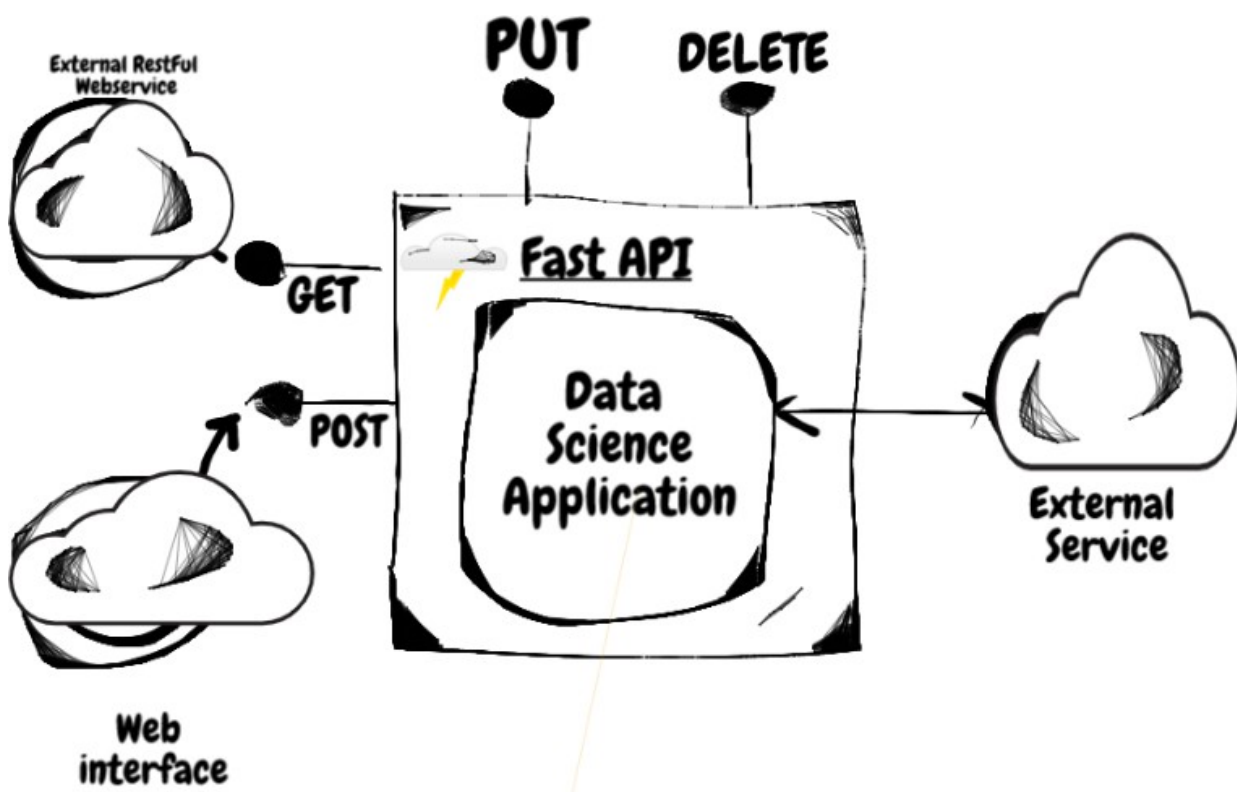 External RestFul
Webservice
PUT
DELETE
Fast API
GET
POST
Data
Science
Application
External
Service
Web
interface